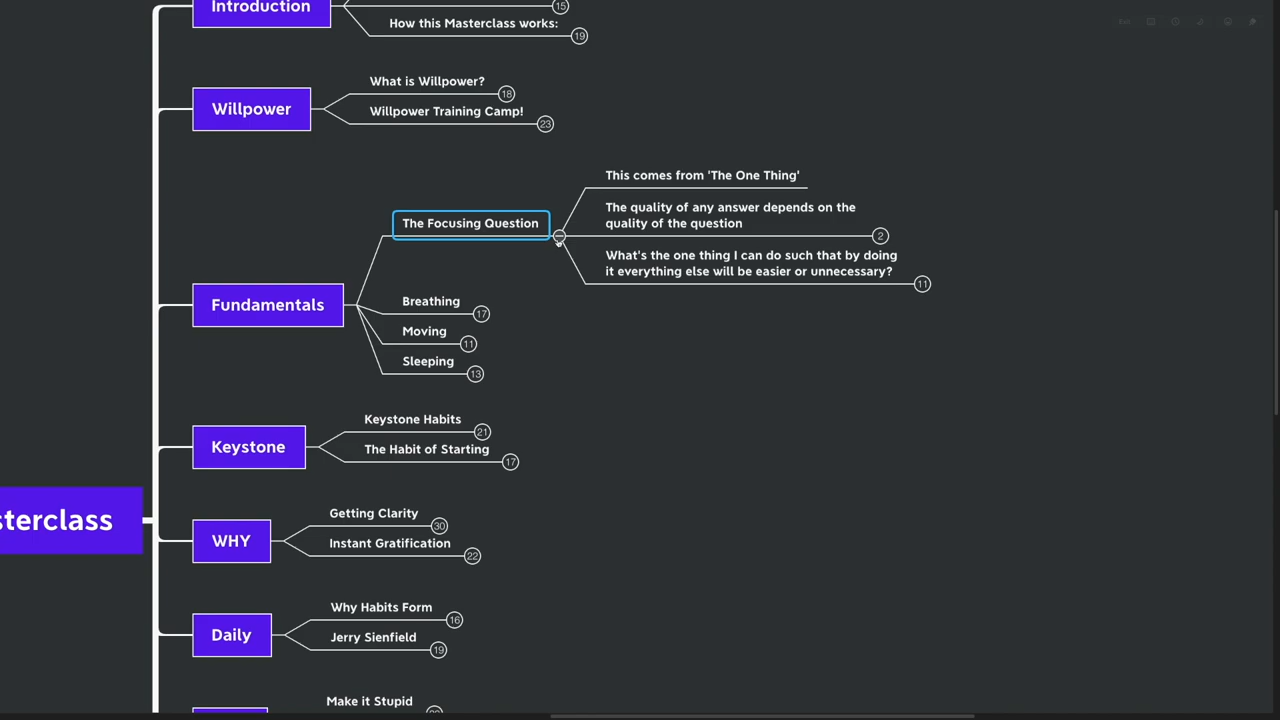 Introduction
15
How this Masterclass works:
19
What is Willpower?
18
Willpower
Willpower Training Camp!
23
This comes from 'The One Thing'
The quality of any answer depends on the
quality of the question
2
The Focusing Question
What's the one thing I can do such that by doing
it everything else will be easier or unnecessary?
11
Fundamentals
Breathing
17
Moving
11
Sleeping
13
Keystone Habits
21
Keystone
The Habit of Starting
17
sterclass
Getting Clarity
30
WHY
Instant Gratification
22
Why Habits Form
16
Daily
Jerry Sienfield
19
Make it Stupid